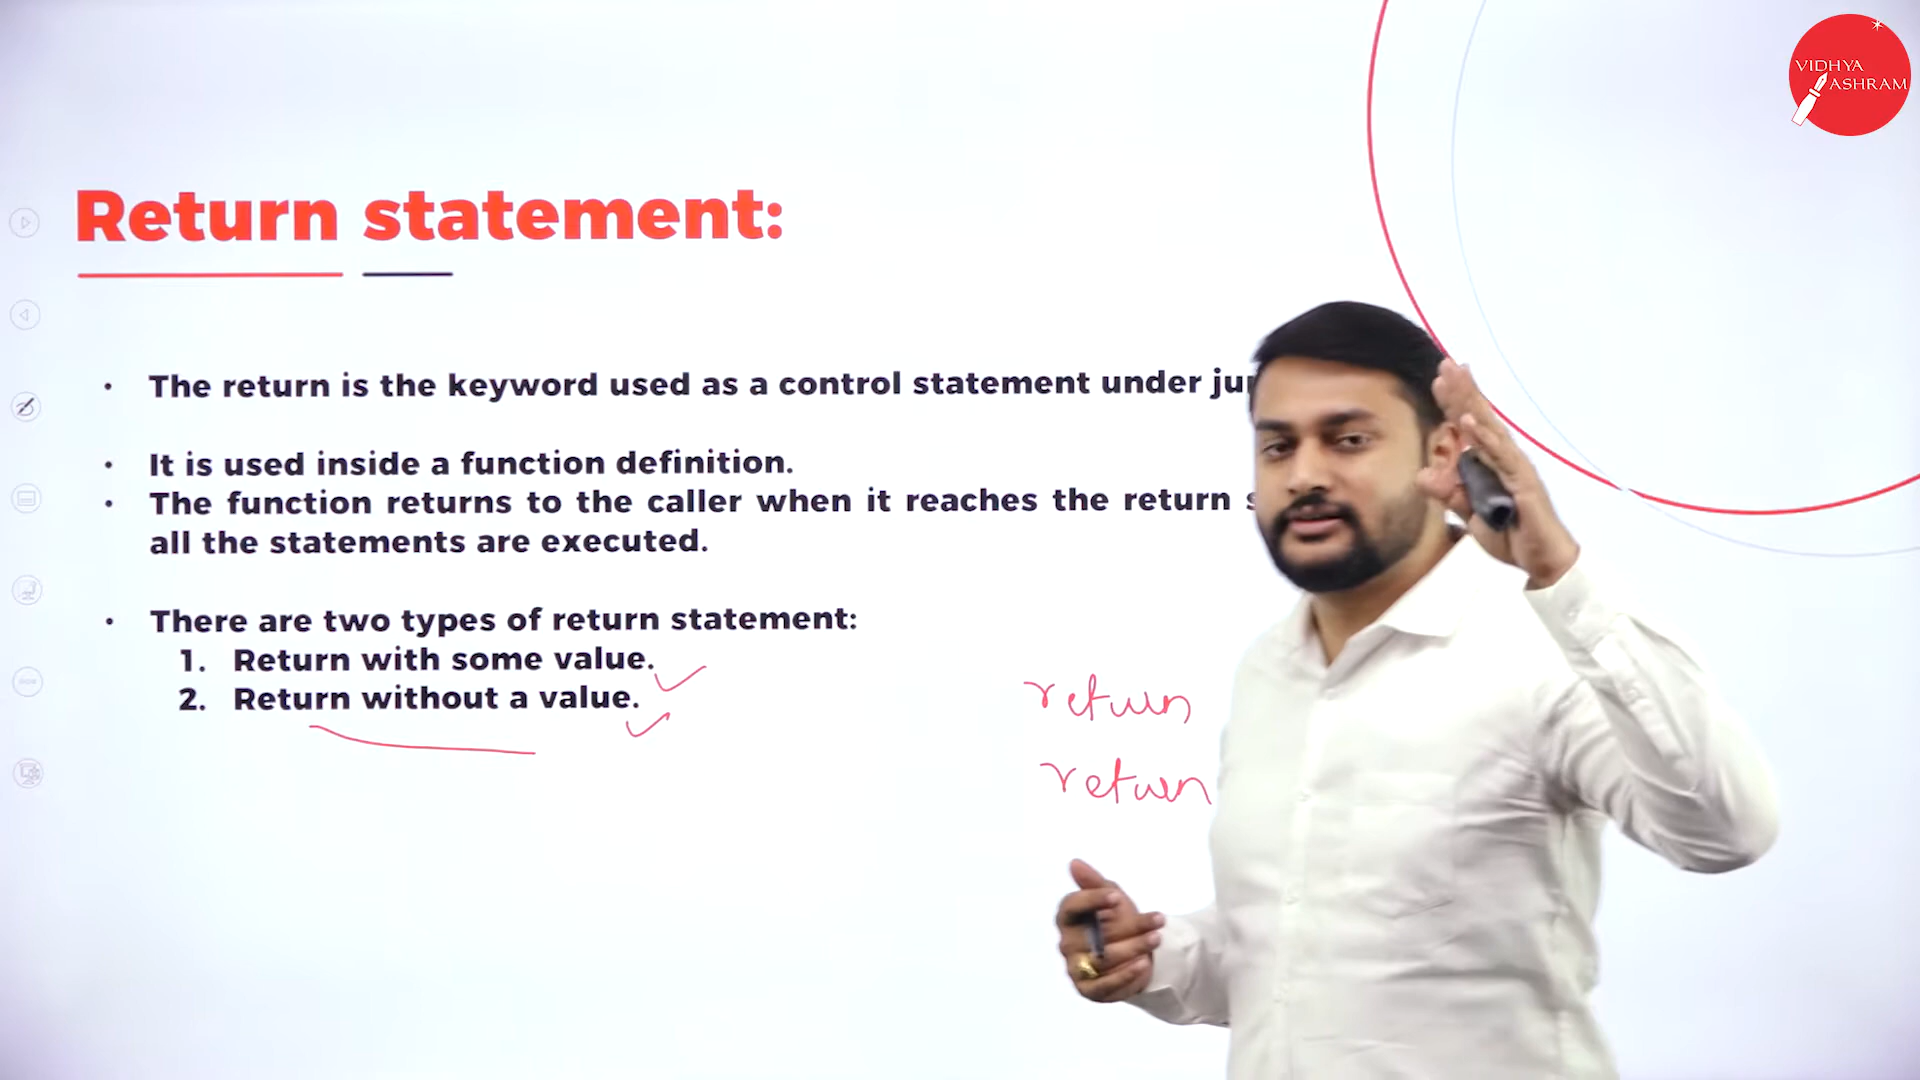 VIDHYA
ASHRAM
Return statement:
• The return is the keyword used as a control statement under
• It is used inside a function definition.
• The function returns to the caller when it reaches the return
all the statements are executed.
• There are two types of return statement:
1. Return with some value.
2. Return without a value.
return
return